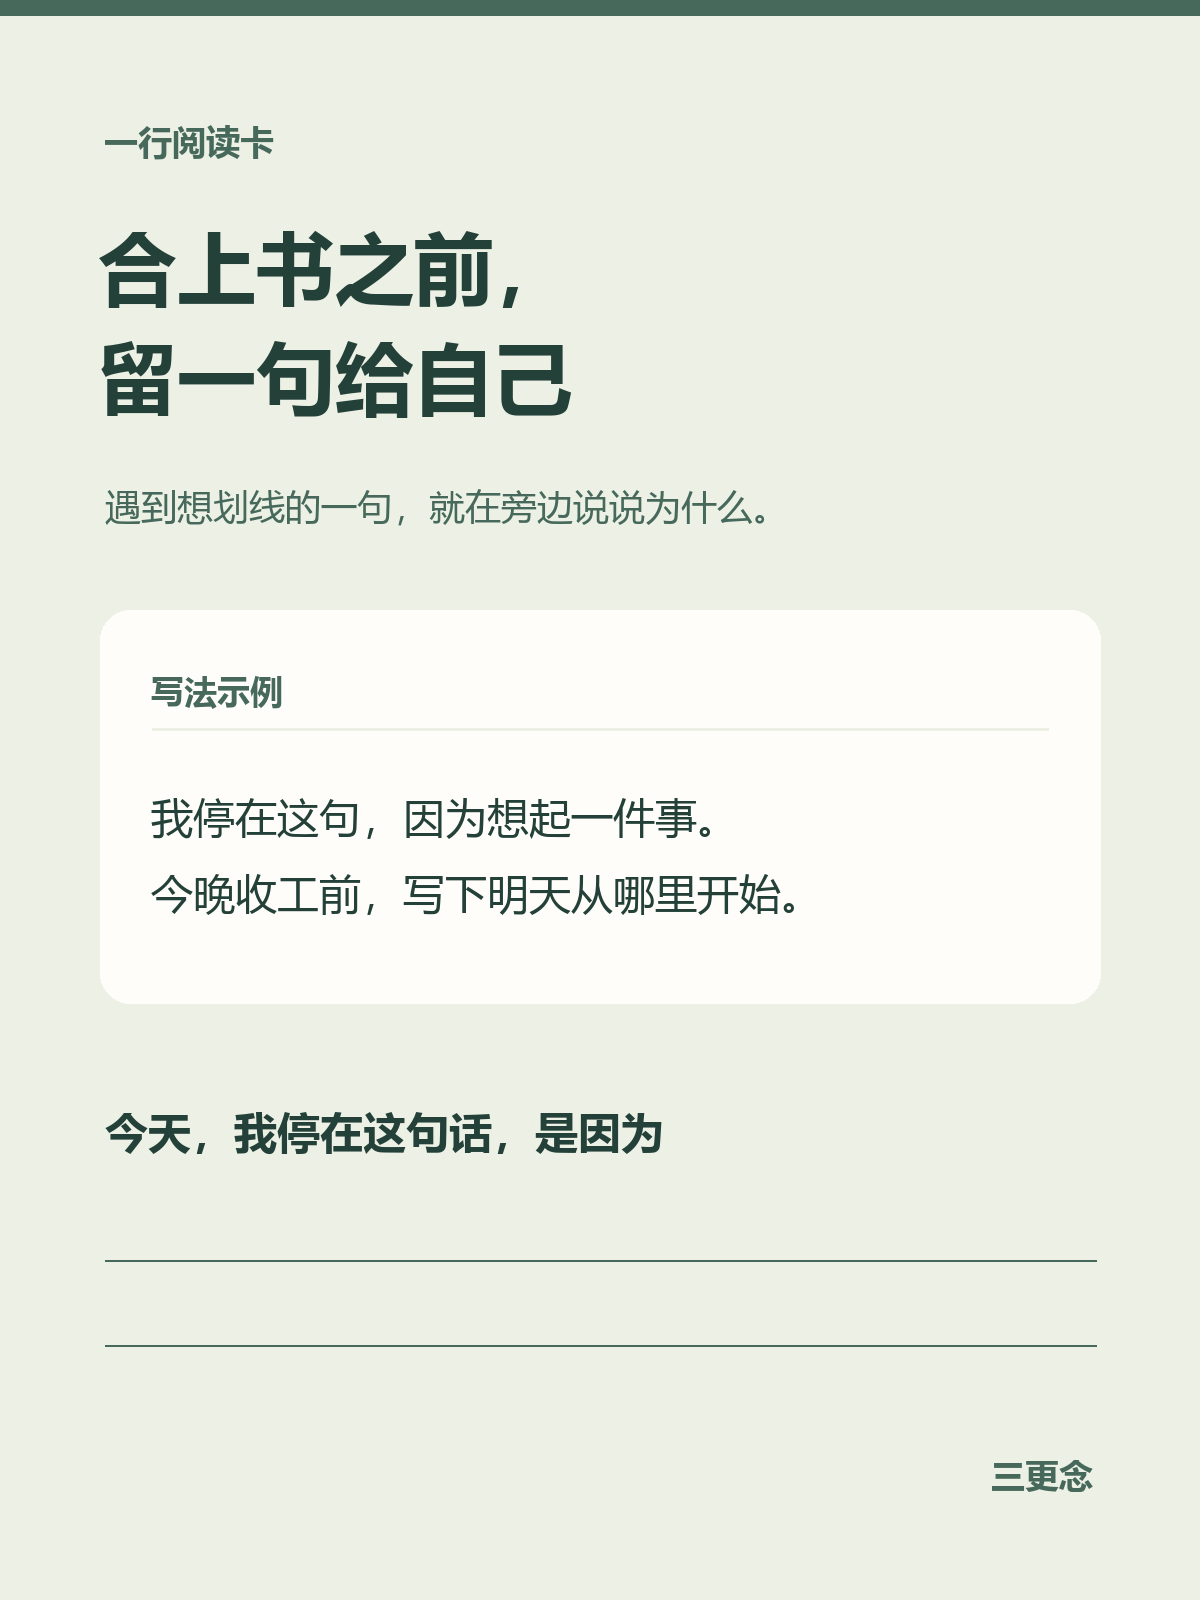 一行阅读卡
合上书之前，
留一句给自己
遇到想划线的一句，就在旁边说说为什么。
写法示例
我停在这句，因为想起一件事。
今晚收工前，写下明天从哪里开始。
今天，我停在这句话，是因为
三更念